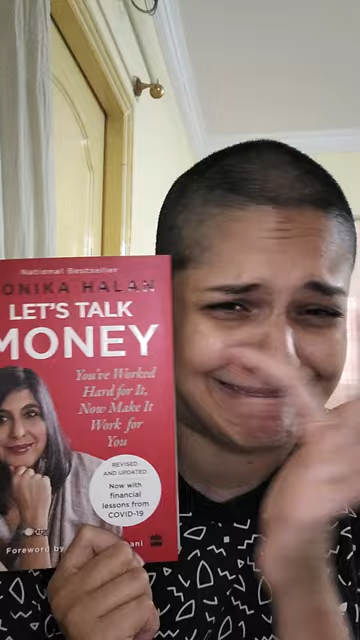 National Bestseller
ONIKA HALAN
LET'S TALK
MONEY
You've Worked
Hard for It,
Now Make It
Work for
You
REVISED
AND UPDATED
Now with
financial
lessons from
COVID-19
Foreword by
ani